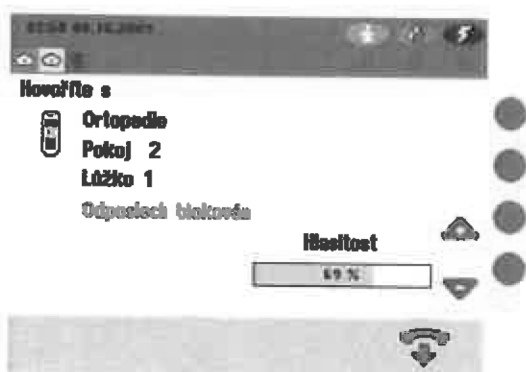 Hovoříte s
Ortopedie
Pokoj 2
Lůžko 1
Odposlech blokován
Hlasitost
69 %